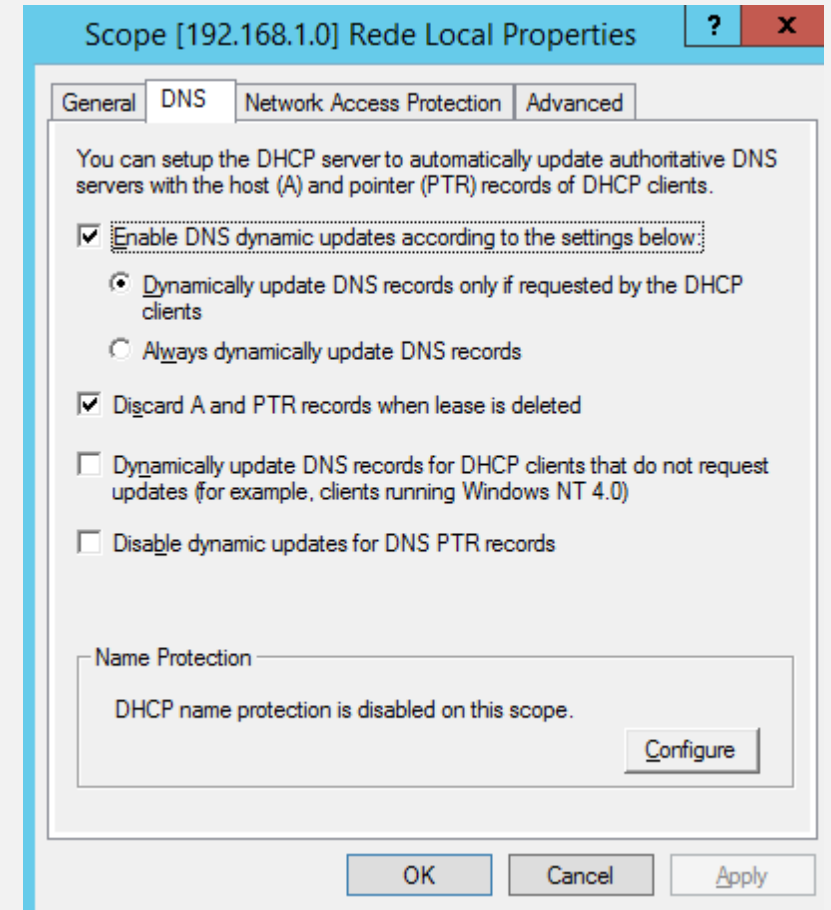 Scope [192.168.1.0] Rede Local Properties
?
x
General
DNS
Network Access Protection
Advanced
You can setup the DHCP server to automatically update authoritative DNS
servers with the host (A) and pointer (PTR) records of DHCP clients.
Enable DNS dynamic updates according to the settings below:
Dynamically update DNS records only if requested by the DHCP
clients
Always dynamically update DNS records
Discard A and PTR records when lease is deleted
Dynamically update DNS records for DHCP clients that do not request
updates (for example, clients running Windows NT 4.0)
Disable dynamic updates for DNS PTR records
Name Protection
DHCP name protection is disabled on this scope.
Configure
OK
Cancel
Apply